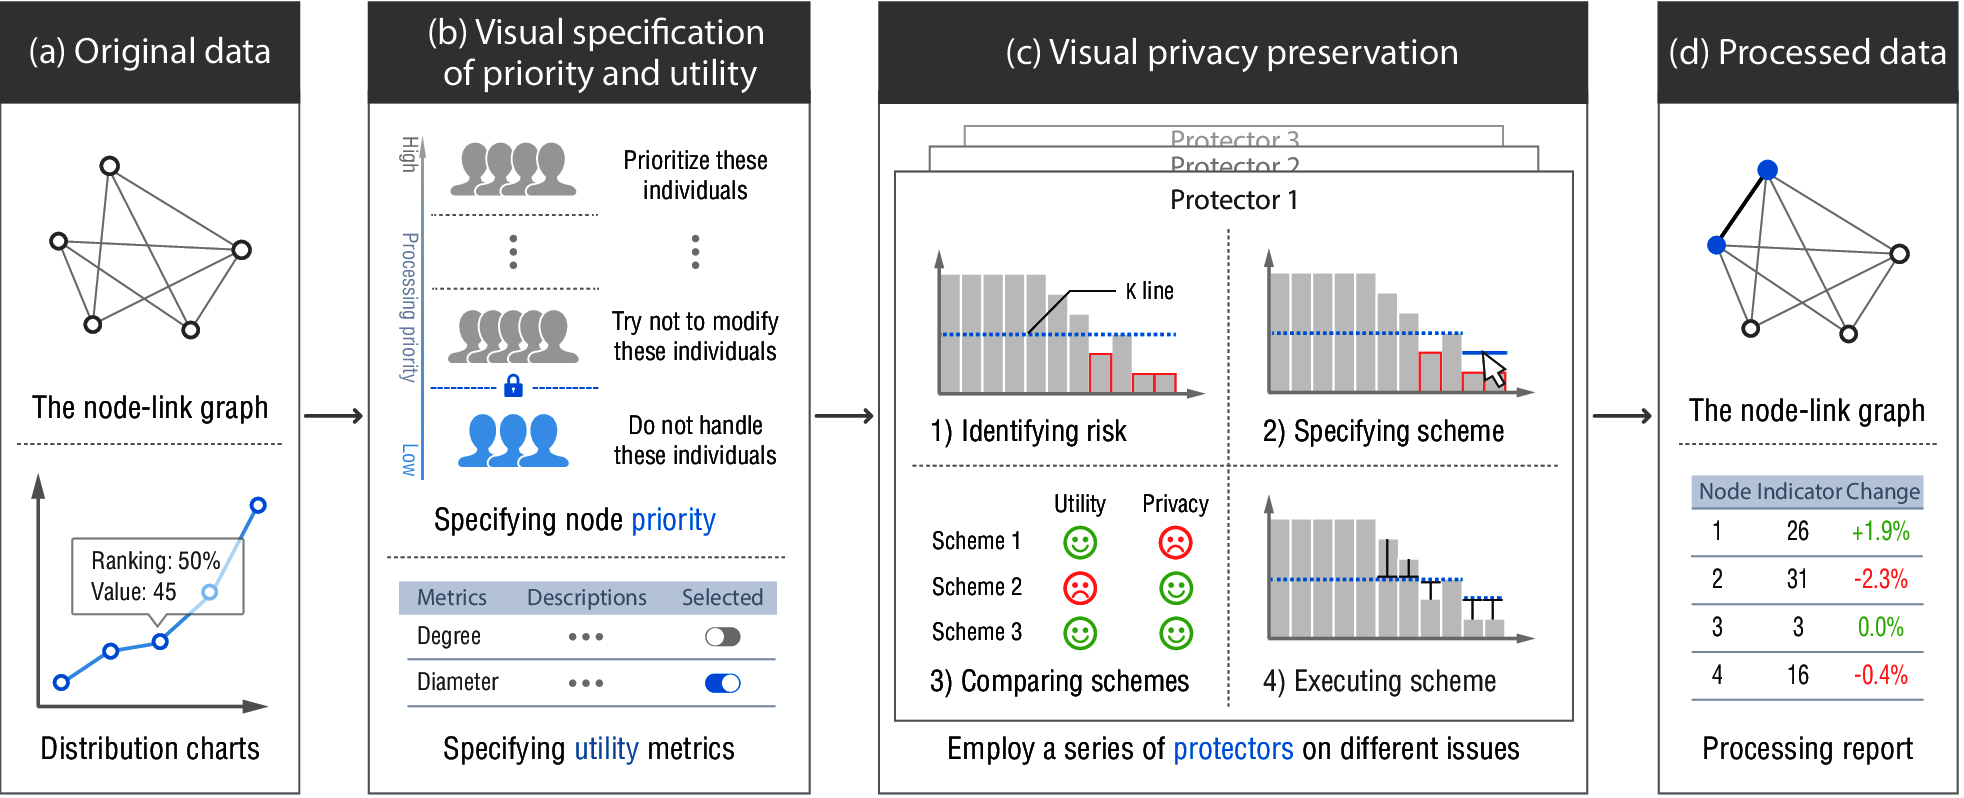 (a) Original data
The node-link graph
Ranking: 50%
Value: 45
Distribution charts
(b) Visual specification
of priority and utility
High
Processing priority
Low
Prioritize these
individuals
Try not to modify
these individuals
Do not handle
these individuals
Specifying node priority
Metrics Descriptions Selected
Degree
Diameter
Specifying utility metrics
(c) Visual privacy preservation
Protector 3
Protector 2
Protector 1
K line
1) Identifying risk
2) Specifying scheme
Utility Privacy
Scheme 1
Scheme 2
Scheme 3
3) Comparing schemes
4) Executing scheme
Employ a series of protectors on different issues
(d) Processed data
The node-link graph
Node Indicator Change
1 26 +1.9%
2 31 -2.3%
3 3 0.0%
4 16 -0.4%
Processing report